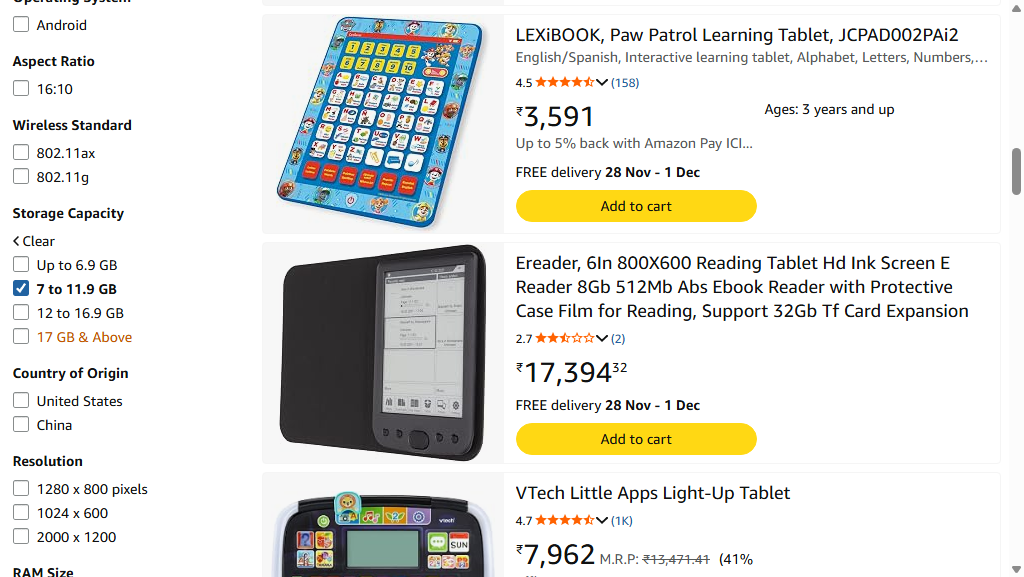 Operating System
Android
Aspect Ratio
16:10
Wireless Standard
802.11ax
802.11g
Storage Capacity
Clear
Up to 6.9 GB
7 to 11.9 GB
12 to 16.9 GB
17 GB & Above
Country of Origin
United States
China
Resolution
1280 x 800 pixels
1024 x 600
2000 x 1200
RAM Size
LEXiBOOK, Paw Patrol Learning Tablet, JCPAD002PAi2
English/Spanish, Interactive learning tablet, Alphabet, Letters, Numbers,…
4.5 (158)
₹3,591
Ages: 3 years and up
Up to 5% back with Amazon Pay ICI…
FREE delivery 28 Nov - 1 Dec
Add to cart
Ereader, 6In 800X600 Reading Tablet Hd Ink Screen E
Reader 8Gb 512Mb Abs Ebook Reader with Protective
Case Film for Reading, Support 32Gb Tf Card Expansion
2.7 (2)
₹17,39432
FREE delivery 28 Nov - 1 Dec
Add to cart
vtech
SUN
VTech Little Apps Light-Up Tablet
4.7 (1K)
₹7,962 M.R.P: ₹13,471.41 (41%